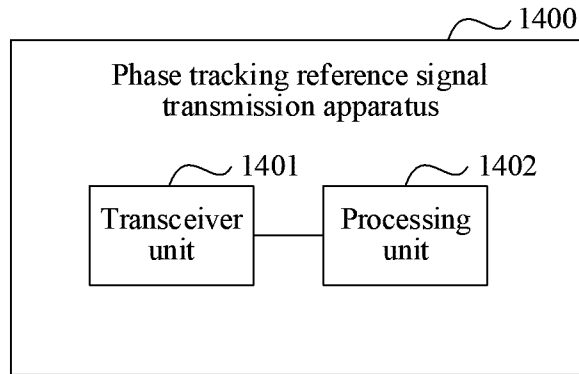 1400
Phase tracking reference signal
transmission apparatus
1401
1402
Transceiver
unit
Processing
unit